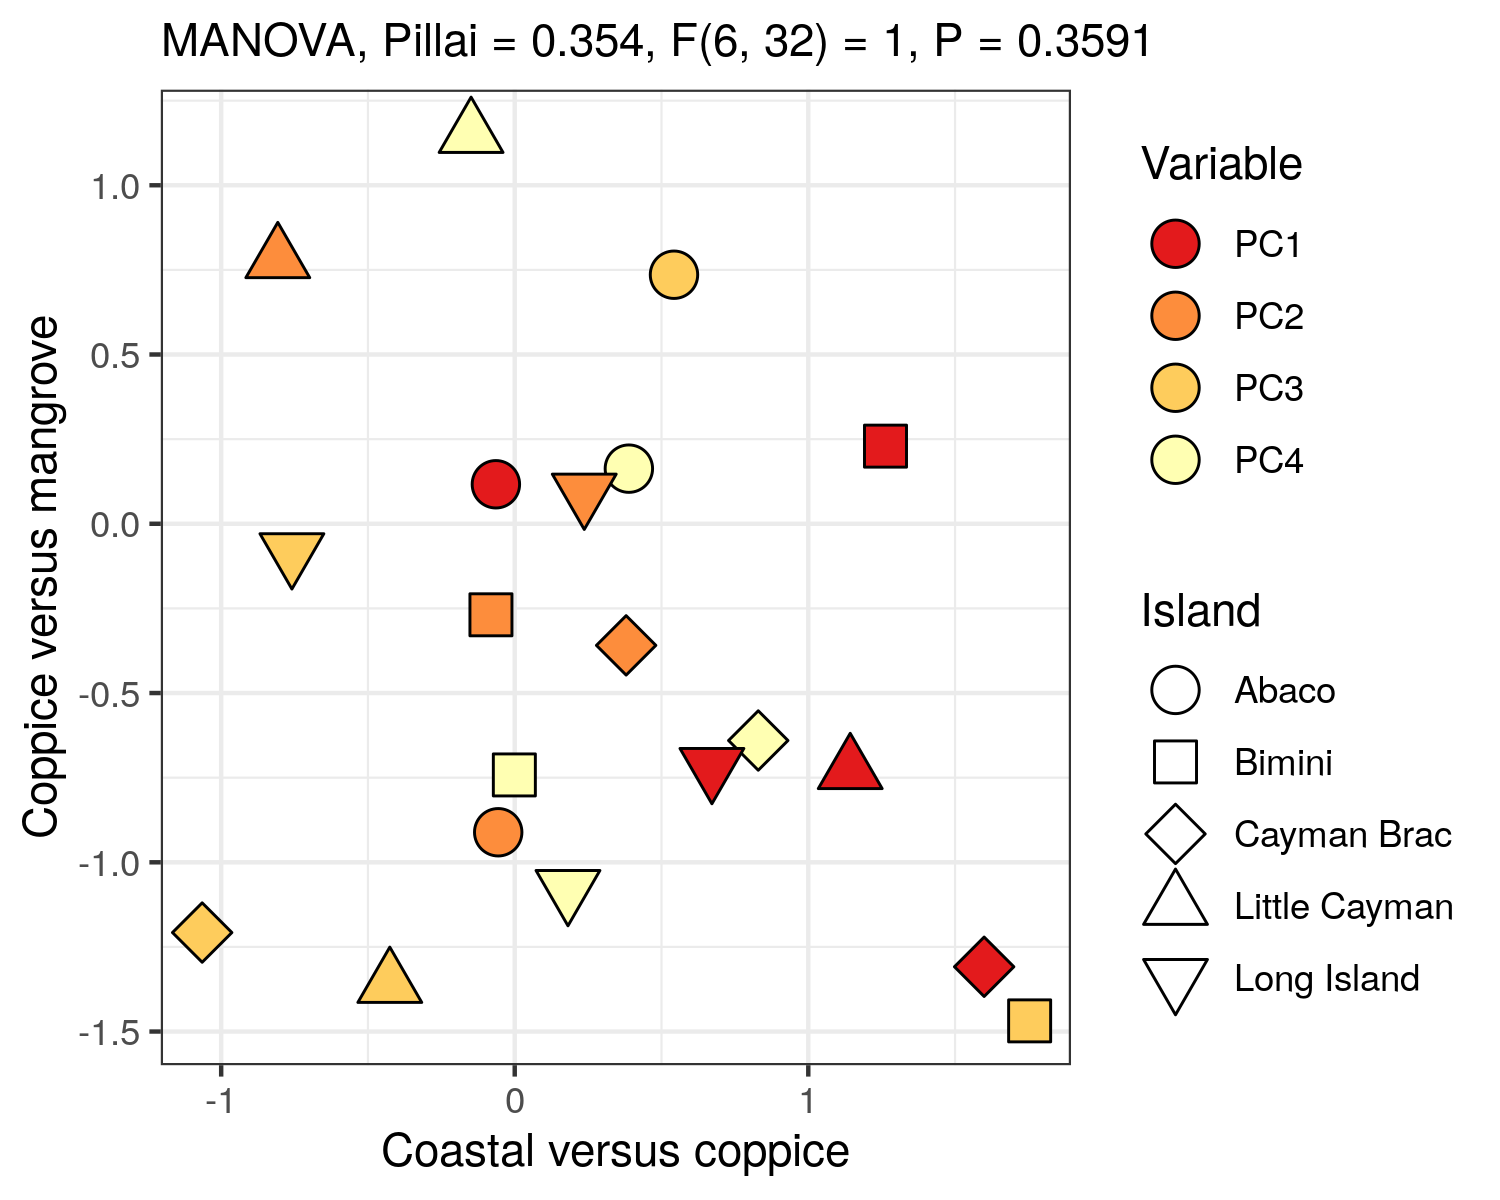 MANOVA, Pillai = 0.354, F(6, 32) = 1, P = 0.3591
Coppice versus mangrove
1.0
0.5
0.0
-0.5
-1.0
-1.5
-1
0
1
Coastal versus coppice
Variable
PC1
PC2
PC3
PC4
Island
Abaco
Bimini
Cayman Brac
Little Cayman
Long Island